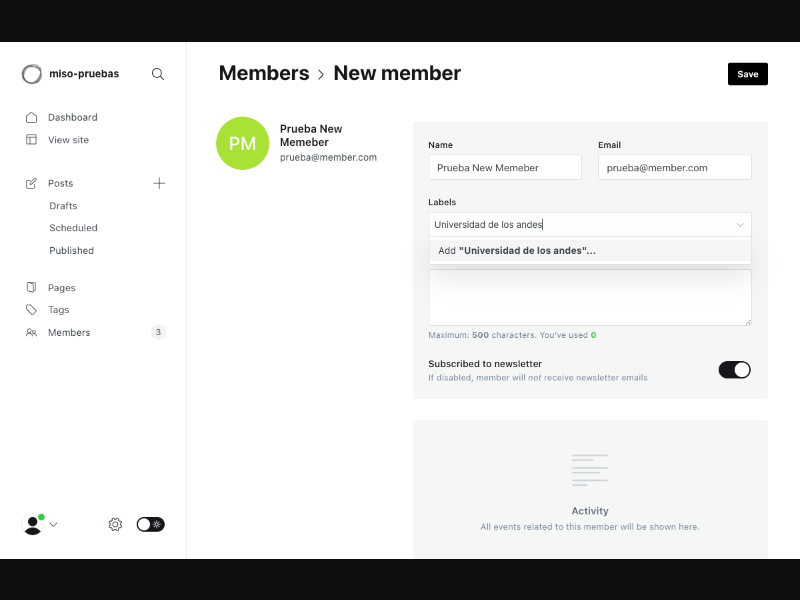 miso-pruebas
Dashboard
View site
Posts
Drafts
Scheduled
Published
Pages
Tags
Members 3
Members > New member
Save
PM
Prueba New
Memeber
prueba@member.com
Name
Prueba New Memeber
Email
prueba@member.com
Labels
Universidad de los andes
Add "Universidad de los andes"...
Maximum: 500 characters. You've used 0
Subscribed to newsletter
If disabled, member will not receive newsletter emails
Activity
All events related to this member will be shown here.